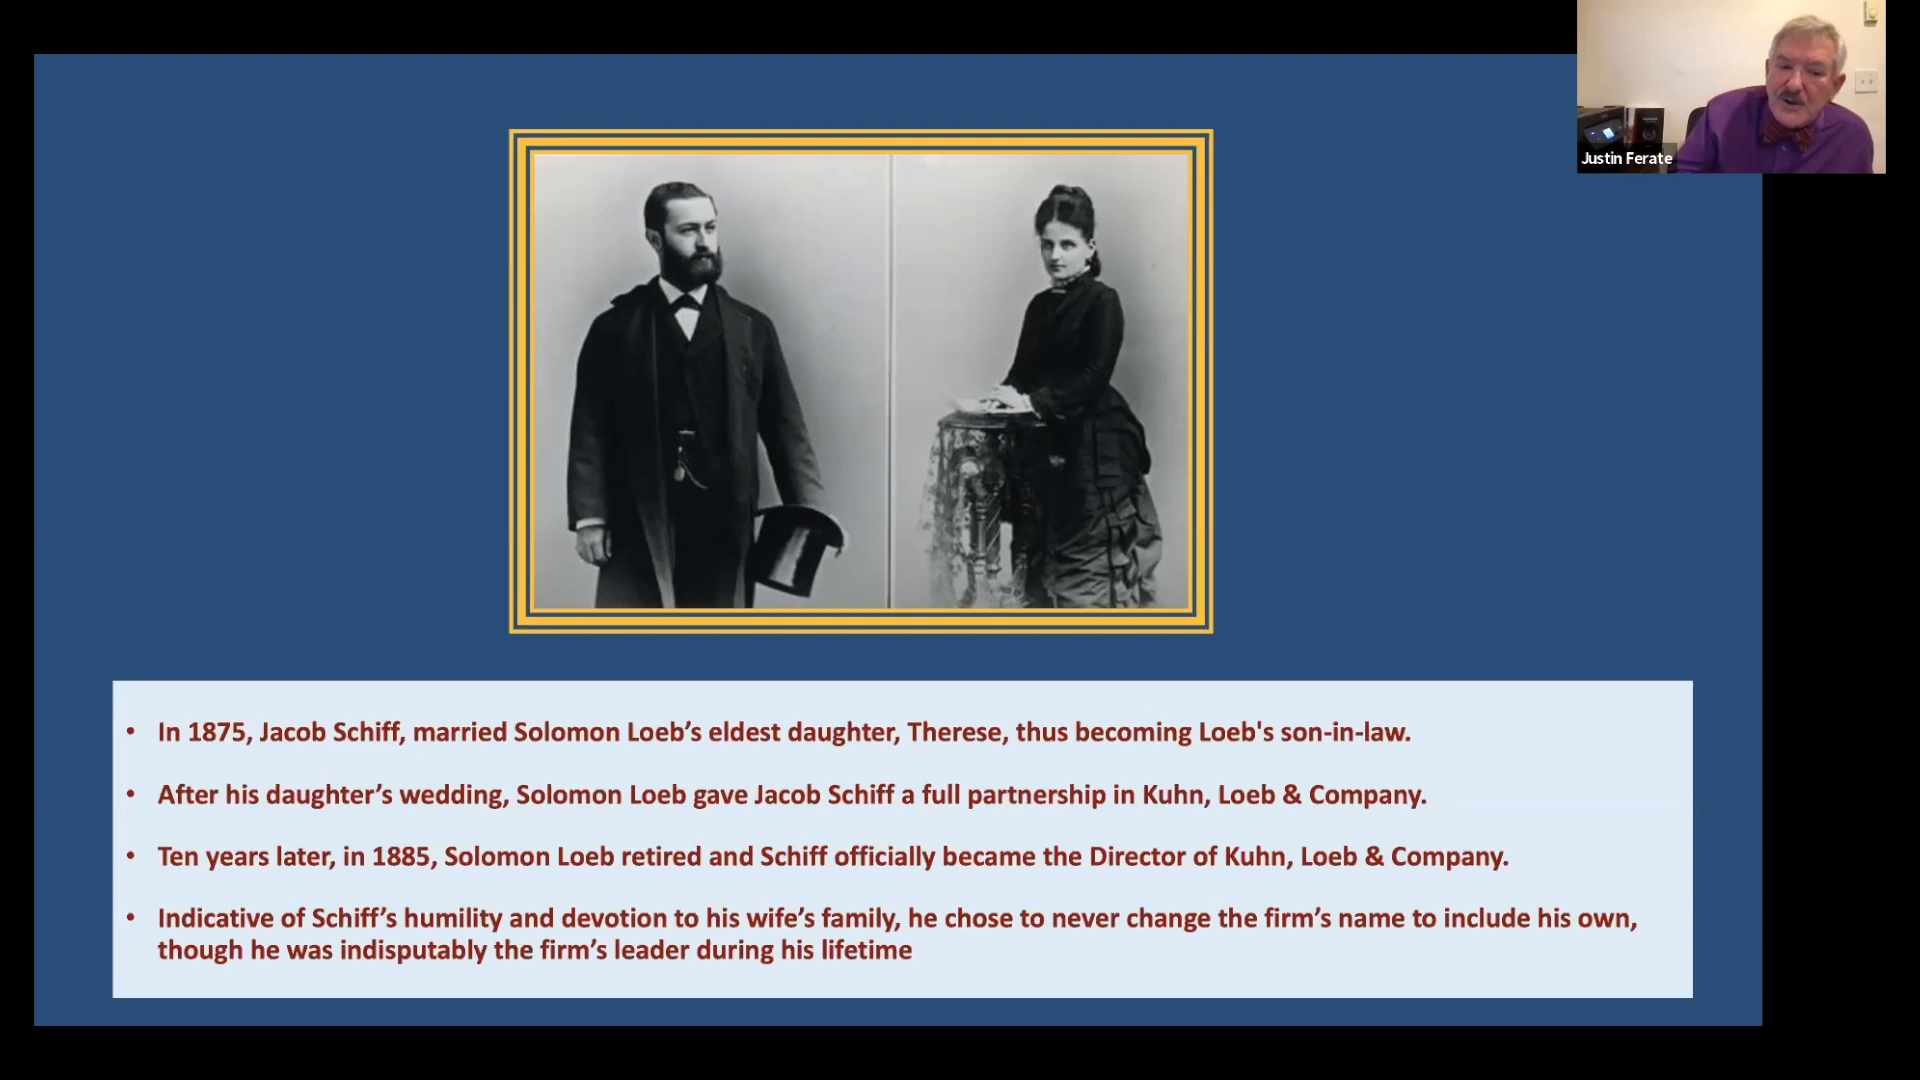 Justin Ferate
• In 1875, Jacob Schiff, married Solomon Loeb’s eldest daughter, Therese, thus becoming Loeb's son-in-law.
• After his daughter’s wedding, Solomon Loeb gave Jacob Schiff a full partnership in Kuhn, Loeb & Company.
• Ten years later, in 1885, Solomon Loeb retired and Schiff officially became the Director of Kuhn, Loeb & Company.
• Indicative of Schiff’s humility and devotion to his wife’s family, he chose to never change the firm’s name to include his own,
though he was indisputably the firm’s leader during his lifetime